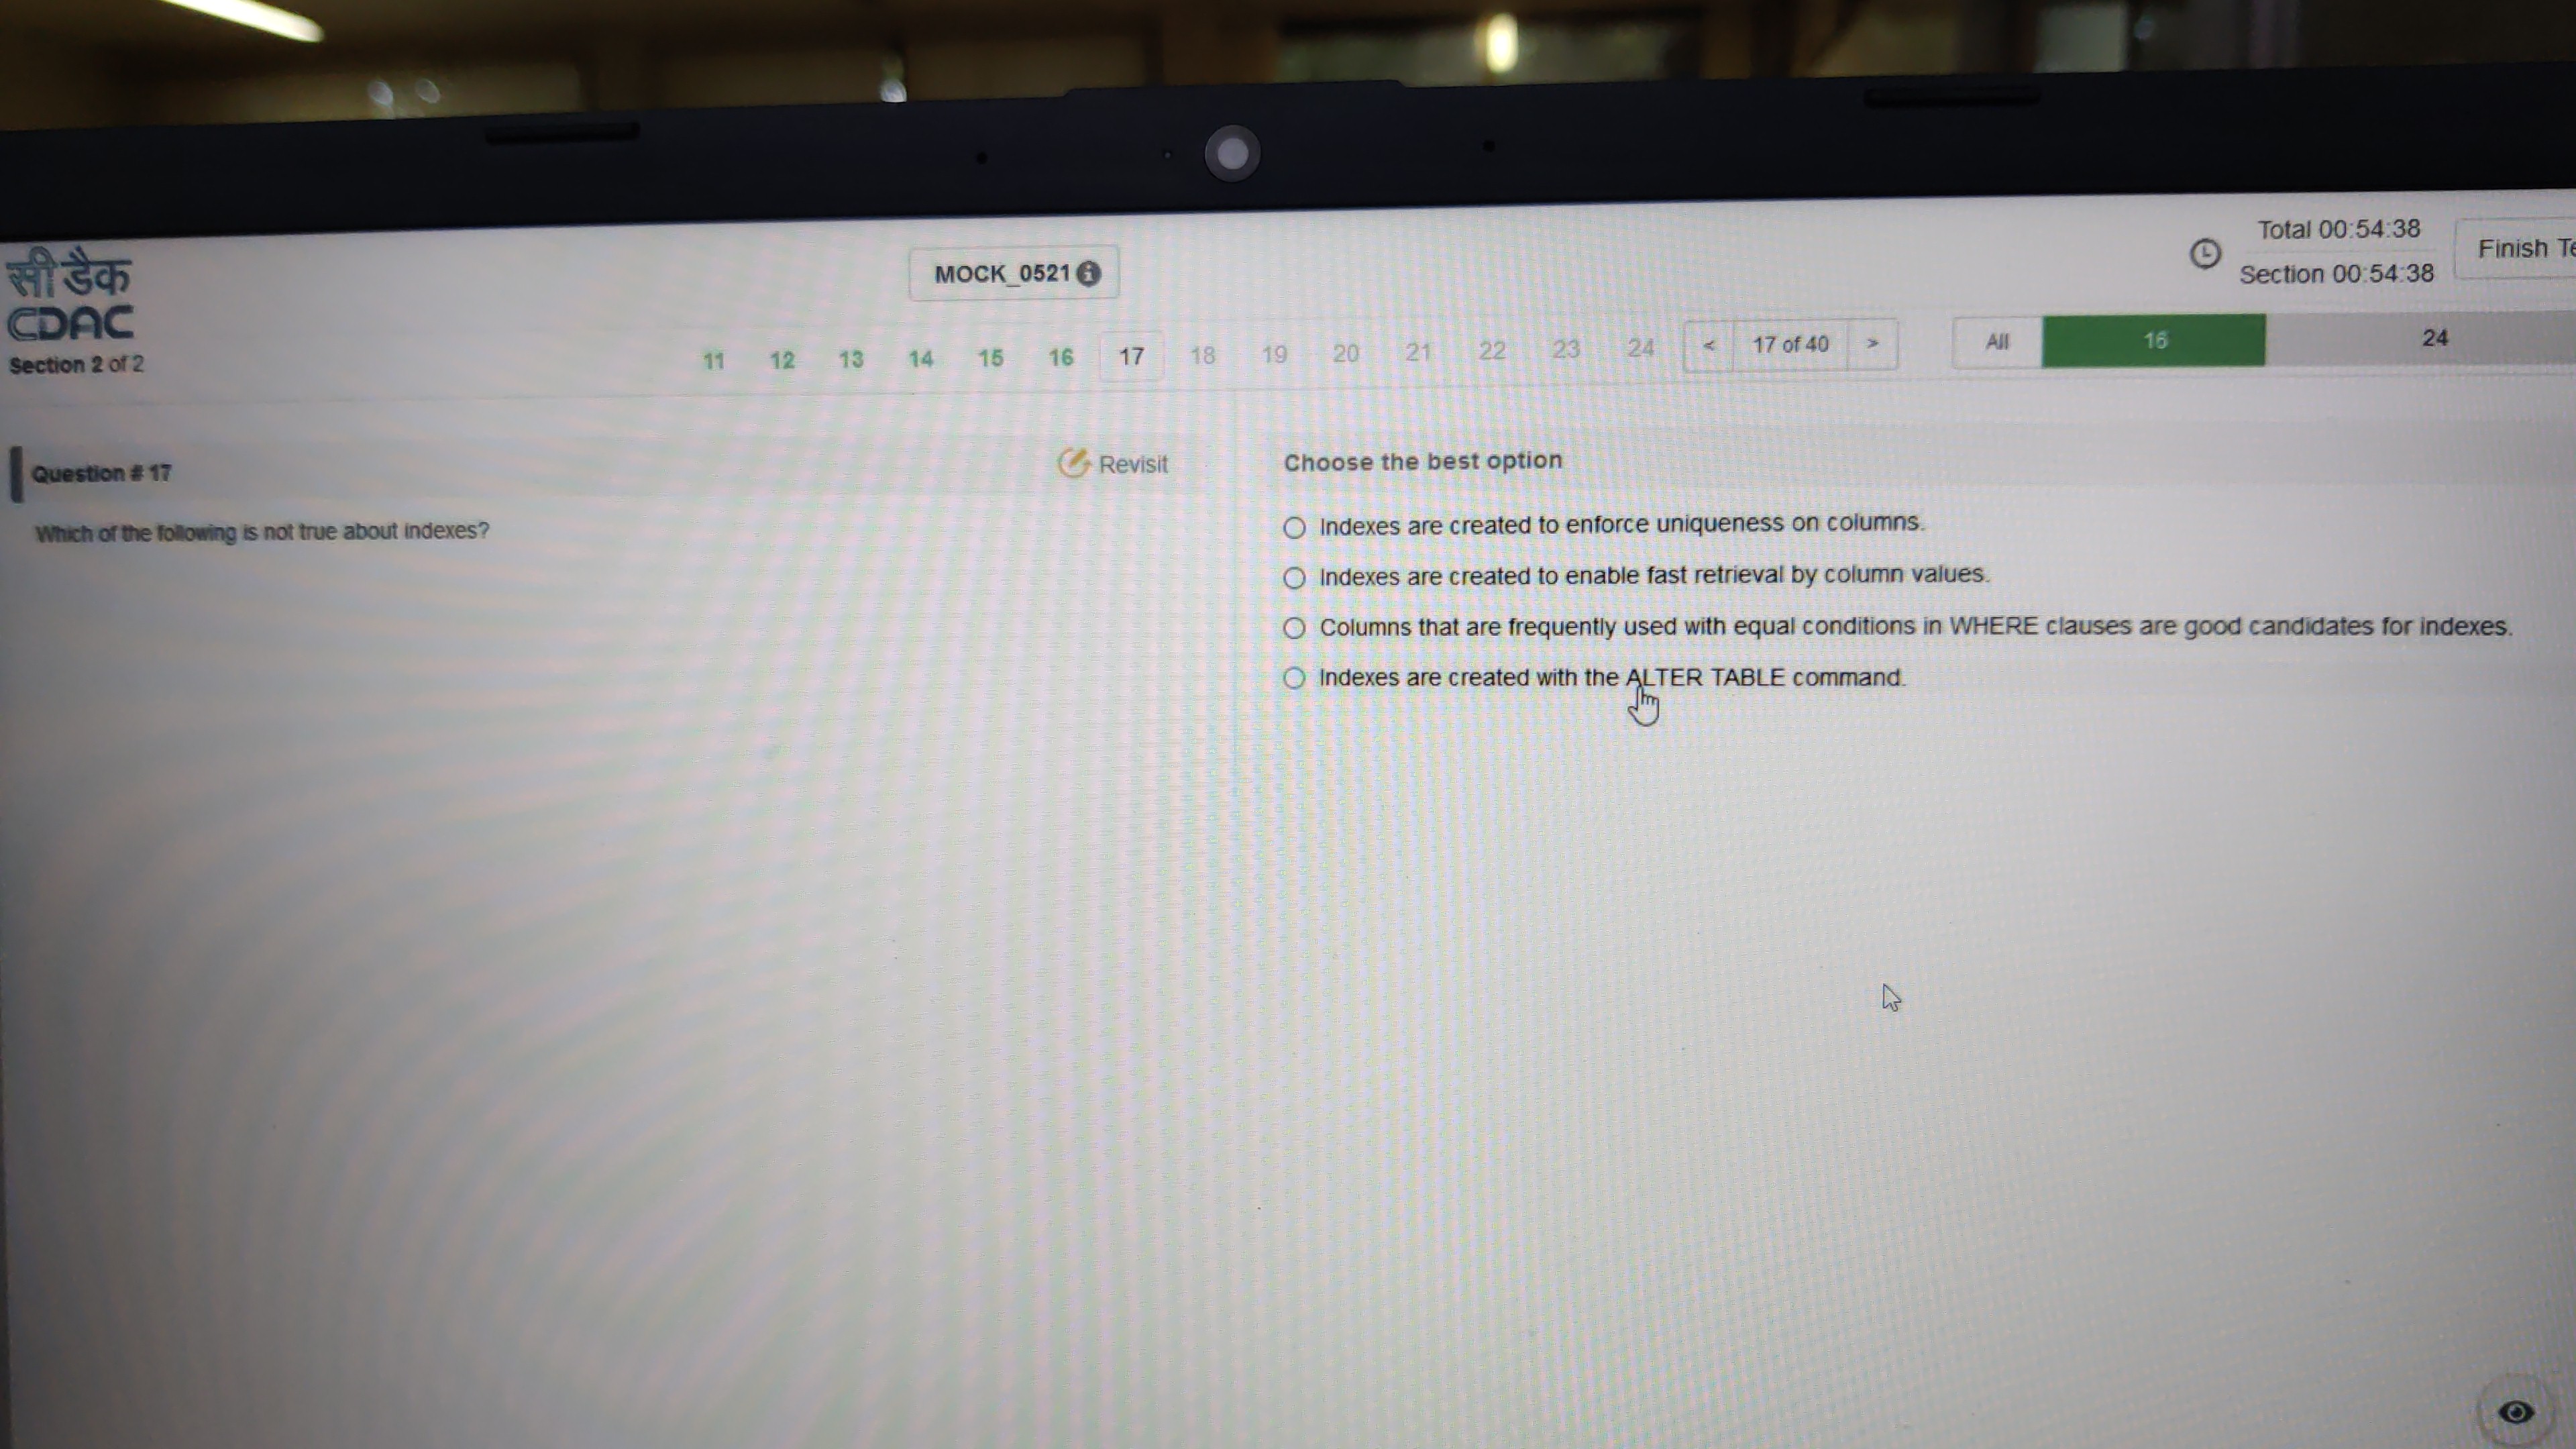 सी डैक
CDAC
Section 2 of 2
MOCK_0521
Total 00:54:38
Section 00:54:38
Finish Te
11 12 13 14 15 16 17 18 19 20 21 22 23 24 < 17 of 40 > All 16 24
Question # 17
Revisit
Which of the following is not true about indexes?
Choose the best option
Indexes are created to enforce uniqueness on columns.
Indexes are created to enable fast retrieval by column values.
Columns that are frequently used with equal conditions in WHERE clauses are good candidates for indexes.
Indexes are created with the ALTER TABLE command.